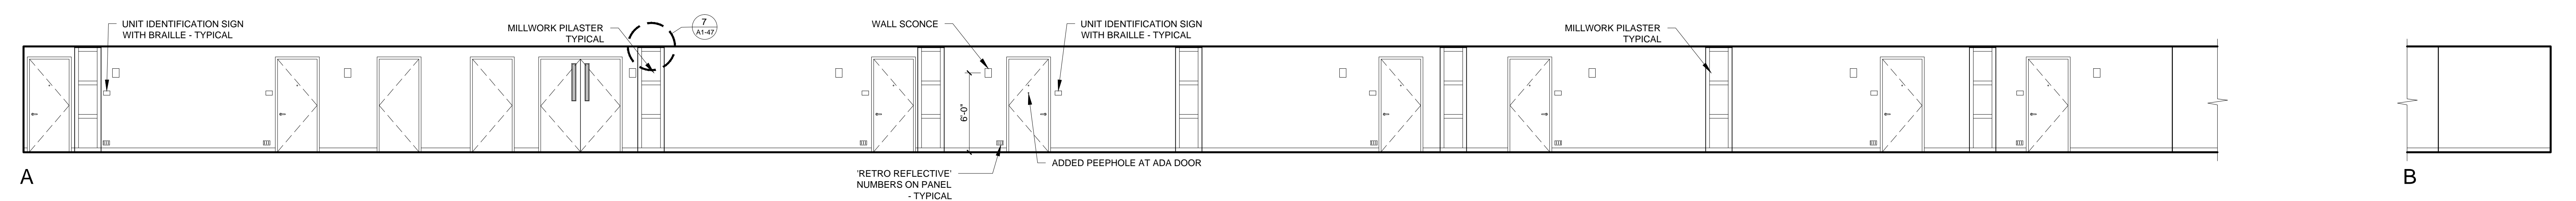 UNIT IDENTIFICATION SIGN
WITH BRAILLE - TYPICAL
MILLWORK PILASTER
TYPICAL
7
A1-47
WALL SCONCE
UNIT IDENTIFICATION SIGN
WITH BRAILLE - TYPICAL
MILLWORK PILASTER
TYPICAL
6'-0"
ADDED PEEPHOLE AT ADA DOOR
'RETRO REFLECTIVE'
NUMBERS ON PANEL
- TYPICAL
A
B